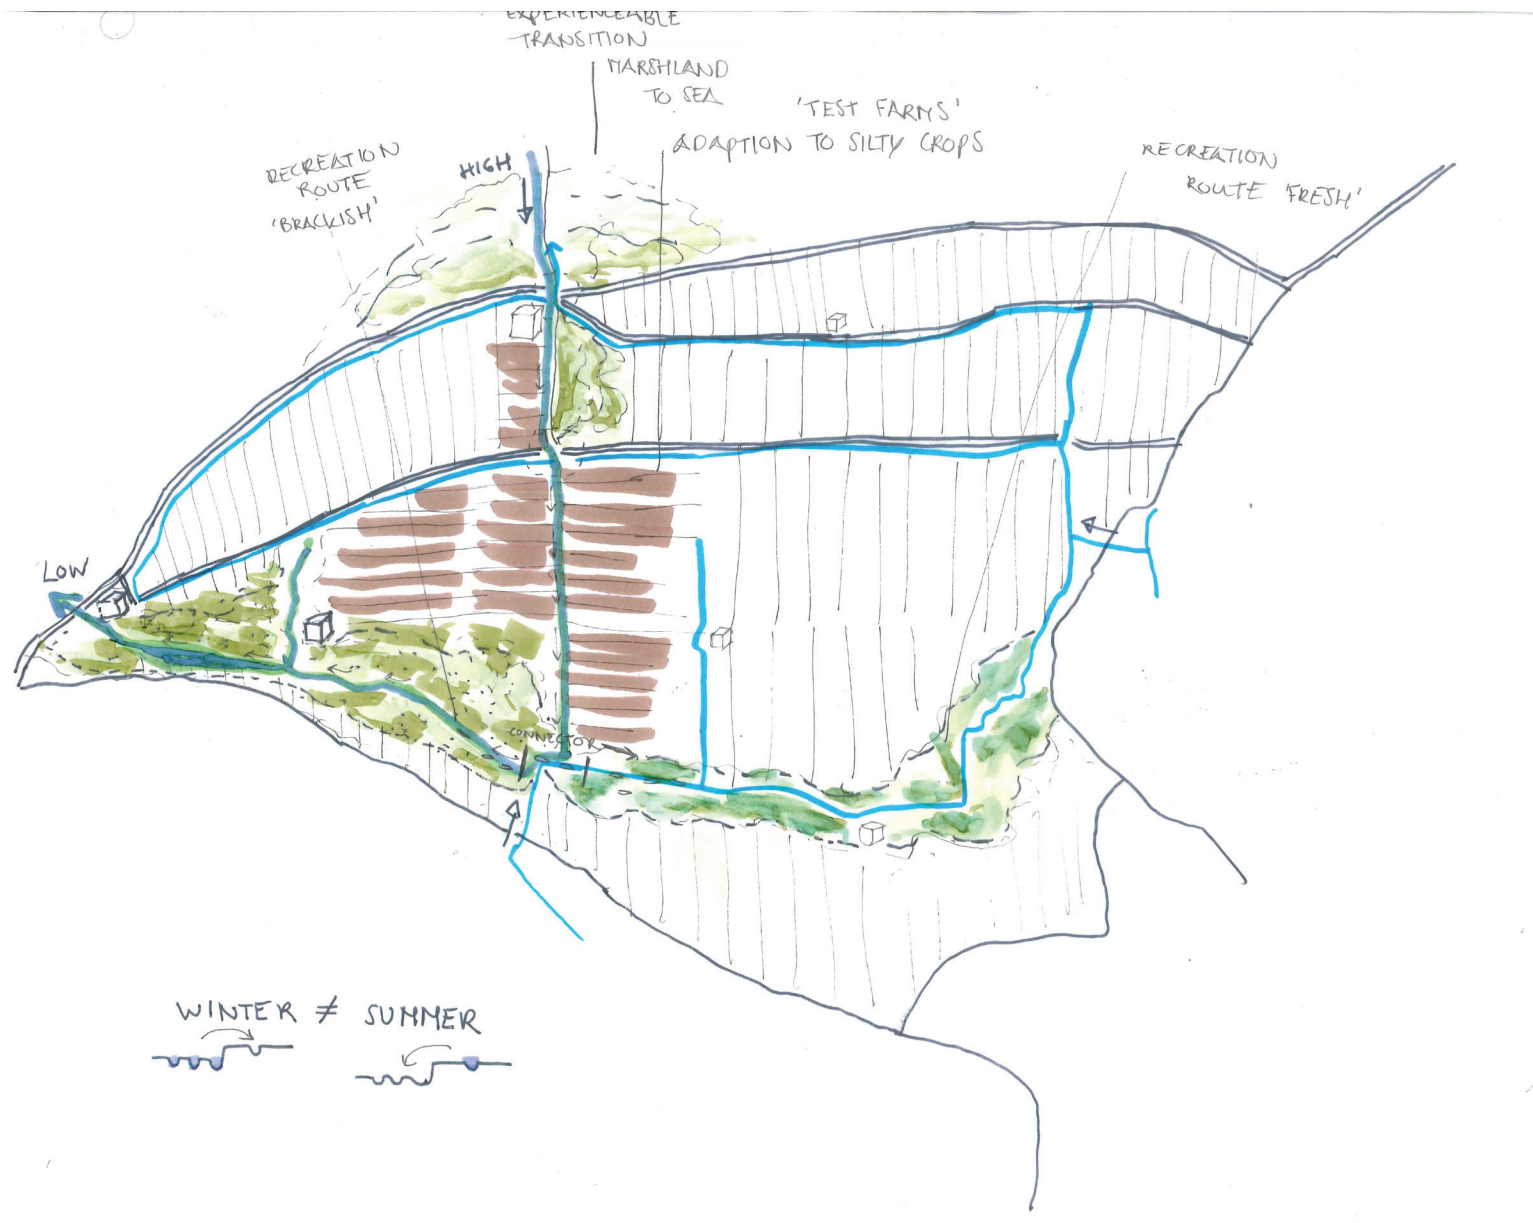 EXPERIENCEABLE
TRANSITION
MARSHLAND
TO SEA
'TEST FARMS'
ADAPTION TO SILTY CROPS
RECREATION
ROUTE
'BRACKISH'
HIGH
RECREATION
ROUTE 'FRESH'
LOW
CONNECTOR
WINTER ≠ SUMMER